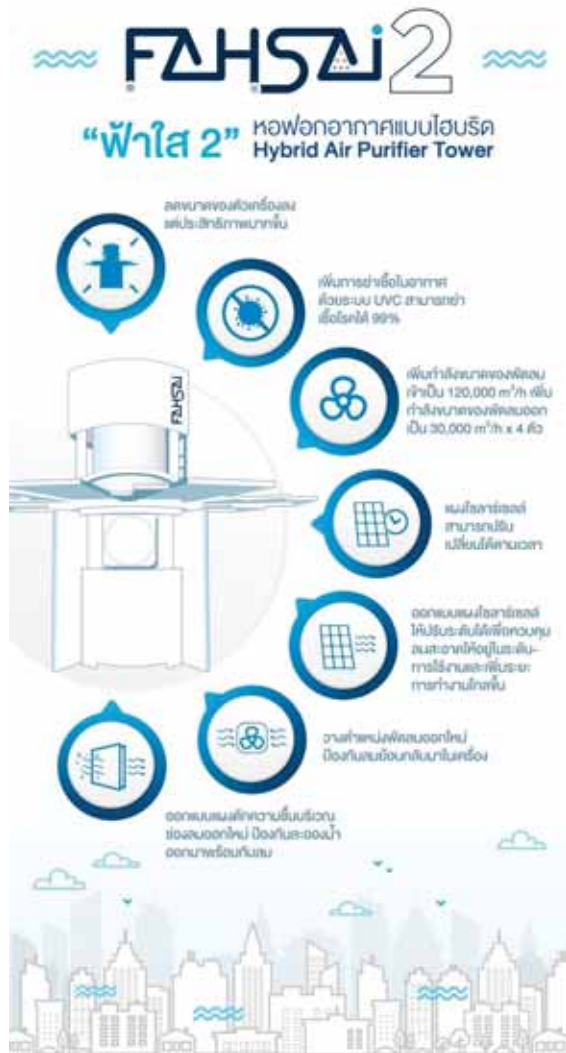 FAHSAI 2
"ฟ้าใส 2" หอฟอกอากาศแบบไฮบริด
Hybrid Air Purifier Tower
ลดขนาดของตัวเครื่องลง
แต่ประสิทธิภาพมากขึ้น
เพิ่มการฆ่าเชื้อในอากาศ
ด้วยระบบ UVC สามารถฆ่า
เชื้อโรคได้ 99%
เพิ่มกำลังขนาดของพัดลม
เข้าเป็น 120,000 m³/h เพิ่ม
กำลังขนาดของพัดลมออก
เป็น 30,000 m³/h x 4 ตัว
FAHSAI
แผงโซลาร์เซลล์
สามารถปรับ
เปลี่ยนได้ตามเวลา
ออกแบบแผงโซลาร์เซลล์
ให้ปรับระดับได้เพื่อควบคุม
ลมสะอาดให้อยู่ในระดับ-
การใช้งานและเพิ่มระยะ
การทำงานไกลขึ้น
วางตำแหน่งพัดลมออกใหม่
ป้องกันลมย้อนกลับมาในเครื่อง
ออกแบบแผงดักความชื้นบริเวณ
ช่องลมออกใหม่ ป้องกันละอองน้ำ
ออกมาพร้อมกับลม